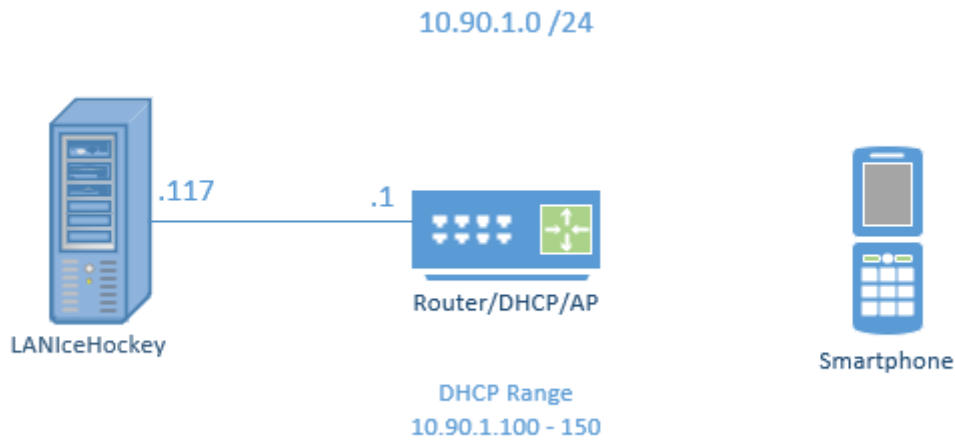 10.90.1.0 /24
.117
.1
Router/DHCP/AP
LANIceHockey
Smartphone
DHCP Range
10.90.1.100 - 150